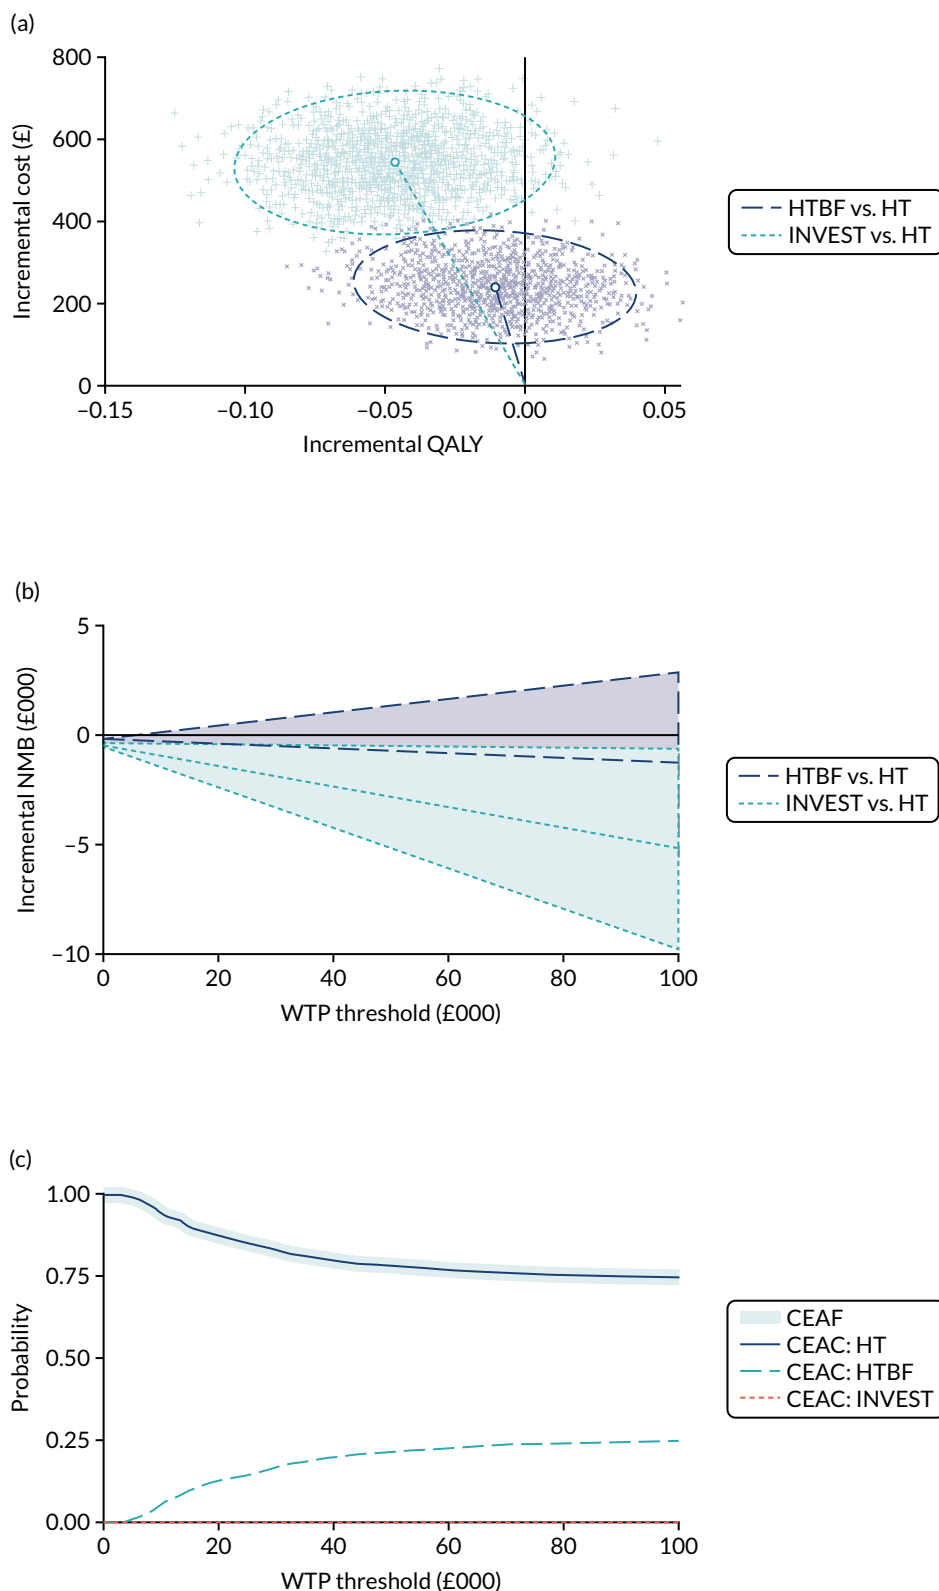 (a)
800
600
400
200
0
Incremental cost (£)
−0.15
−0.10
−0.05
0.00
0.05
Incremental QALY
HTBF vs. HT
INVEST vs. HT
(b)
5
0
−5
−10
Incremental NMB (£000)
0
20
40
60
80
100
WTP threshold (£000)
HTBF vs. HT
INVEST vs. HT
(c)
1.00
0.75
0.50
0.25
0.00
Probability
0
20
40
60
80
100
WTP threshold (£000)
CEAF
CEAC: HT
CEAC: HTBF
CEAC: INVEST